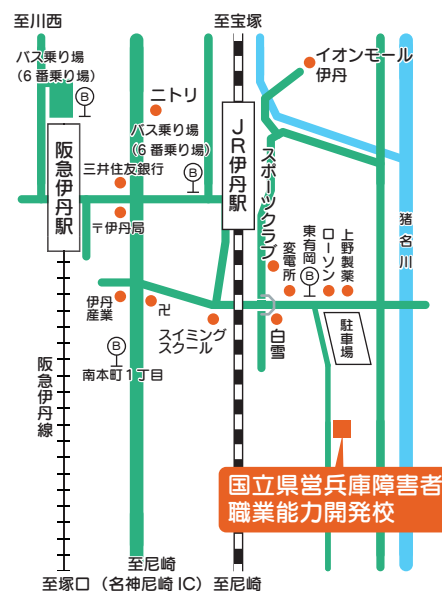 至川西
至宝塚
バス乗り場
(6番乗り場)
B
ニトリ
イオンモール
伊丹
バス乗り場
(6番乗り場)
B
阪急伊丹駅
JR伊丹駅
三井住友銀行
〒伊丹局
スポーツクラブ
変電所
東有岡
B
ローソン
上野製薬
猪名川
伊丹
産業
卍
スイミング
スクール
白雪
駐車場
B
南本町1丁目
阪急伊丹線
国立県営兵庫障害者
職業能力開発校
至塚口
至尼崎
(名神尼崎IC)
至尼崎